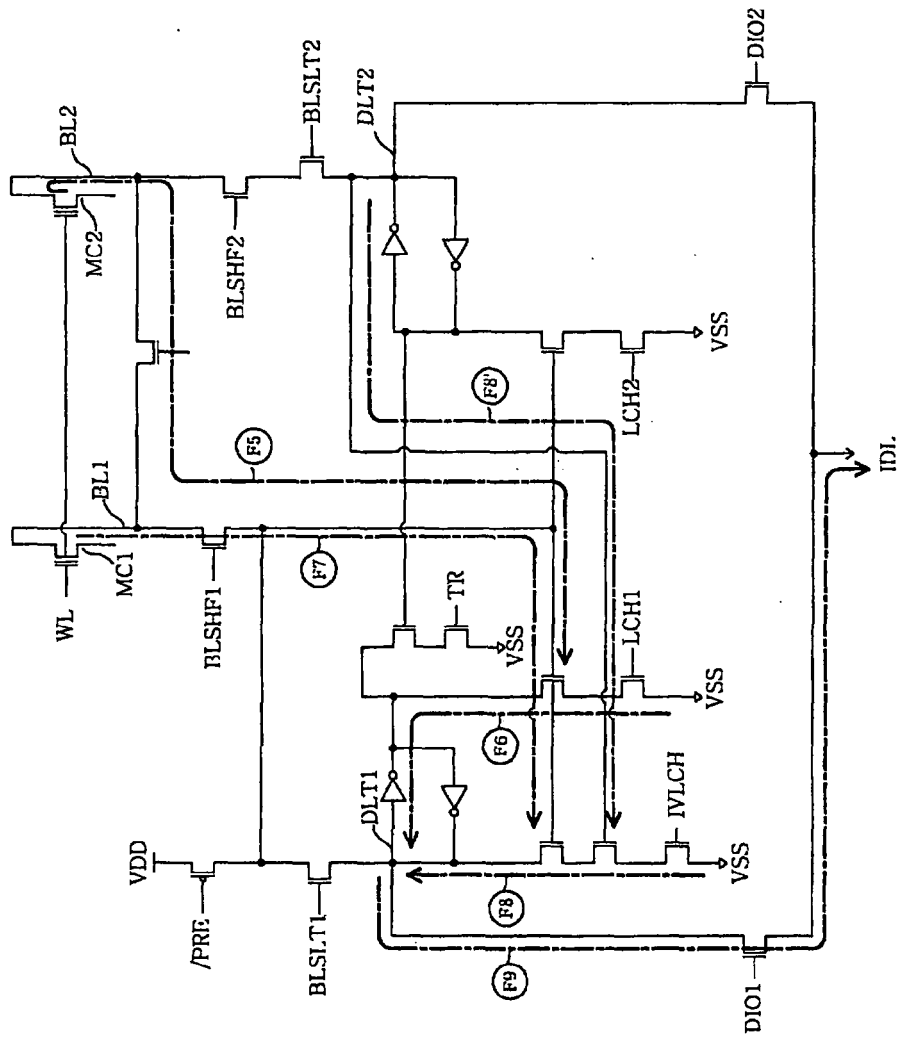 DIO2
BL2
BLSLT2
DLT2
MC2
BLSHF2
VSS
LCH2
F8'
F5
IDL
BL1
WL
MC1
BLSHF1
F7
TR
VSS
LCH1
VSS
F6
DLT1
IVLCH
VSS
VDD
/PRE
BLSLT1
F8
F9
DIO1